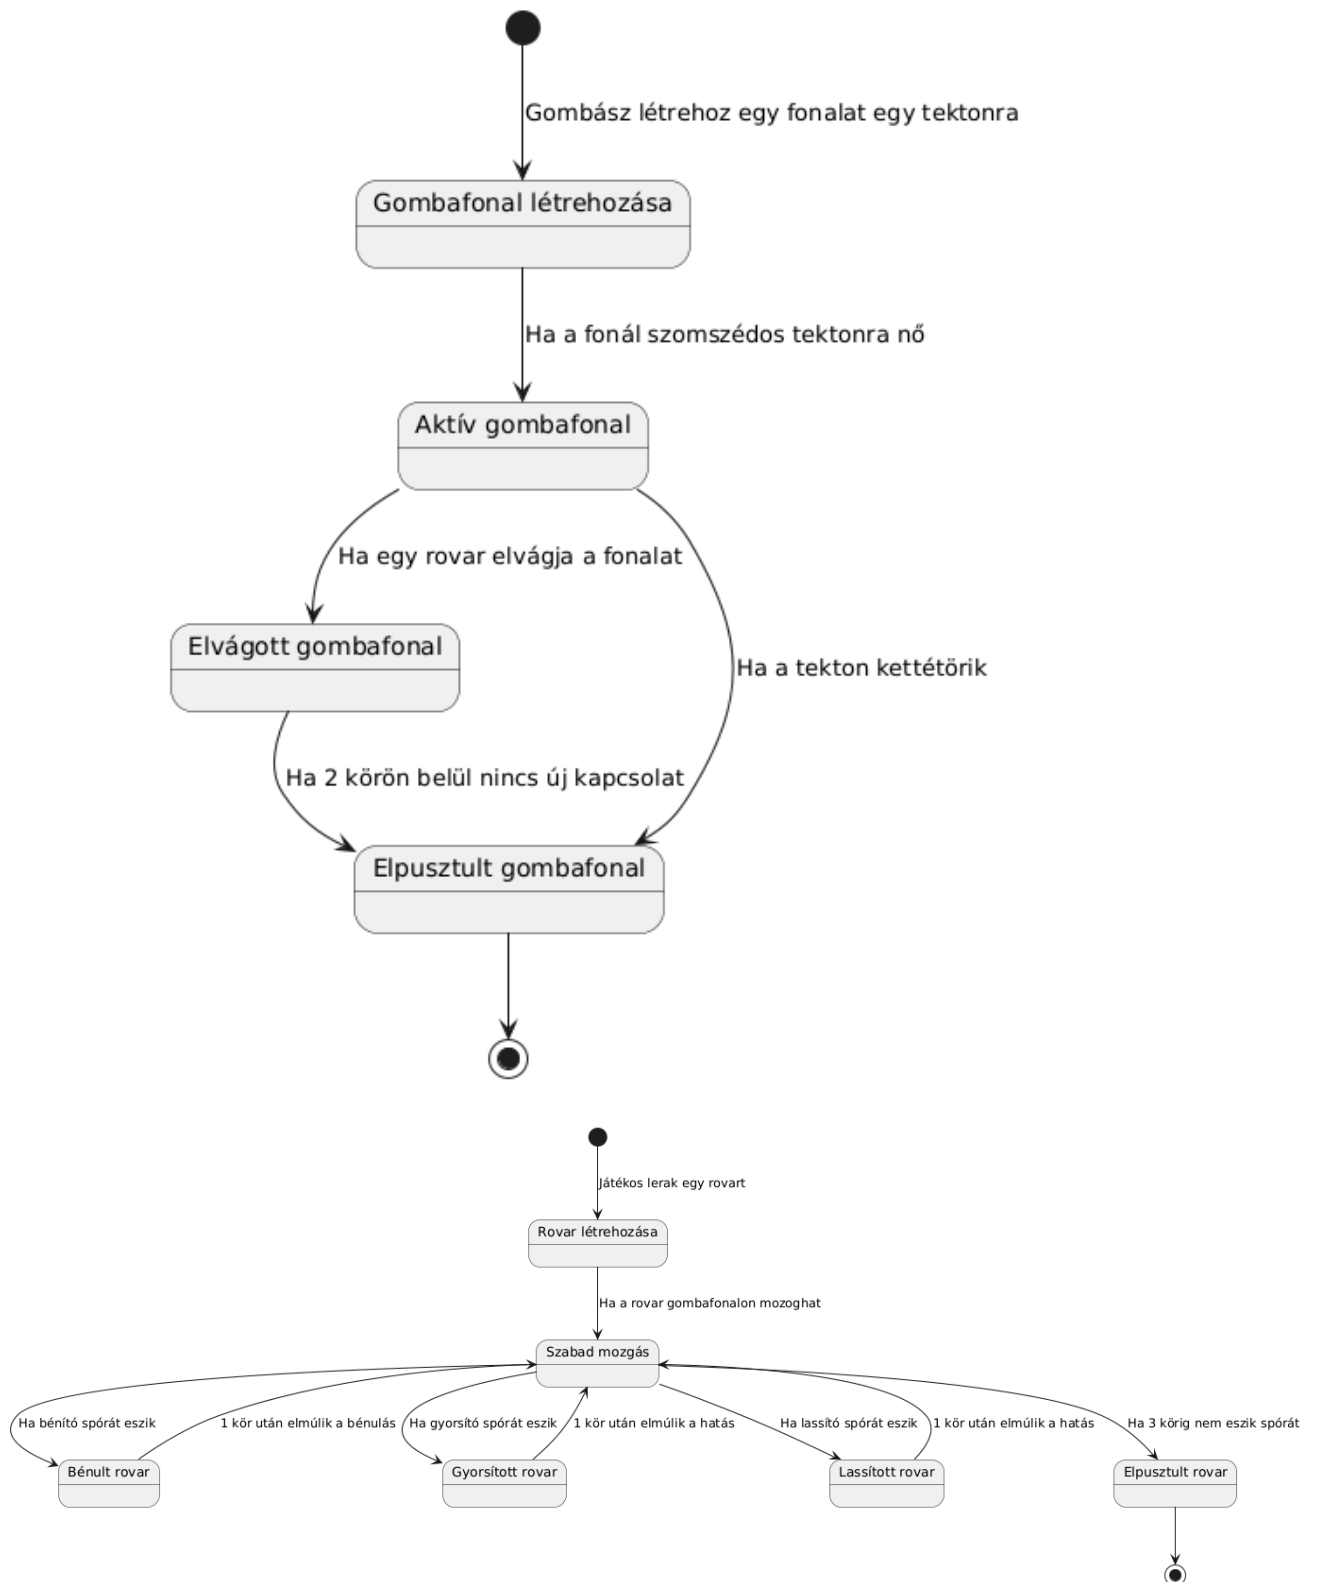 Gombász létrehoz egy fonalat egy tektonra
Gombafonal létrehozása
Ha a fonál szomszédos tektonra nő
Aktív gombafonal
Ha egy rovar elvágja a fonalat
Elvágott gombafonal
Ha a tekton kettétörik
Ha 2 körön belül nincs új kapcsolat
Elpusztult gombafonal
Játékos lerak egy rovart
Rovar létrehozása
Ha a rovar gombafonalon mozoghat
Szabad mozgás
Ha bénító spórát eszik
1 kör után elmúlik a bénulás
Ha gyorsító spórát eszik
1 kör után elmúlik a hatás
Ha lassító spórát eszik
1 kör után elmúlik a hatás
Ha 3 körig nem eszik spórát
Bénult rovar
Gyorsított rovar
Lassított rovar
Elpusztult rovar